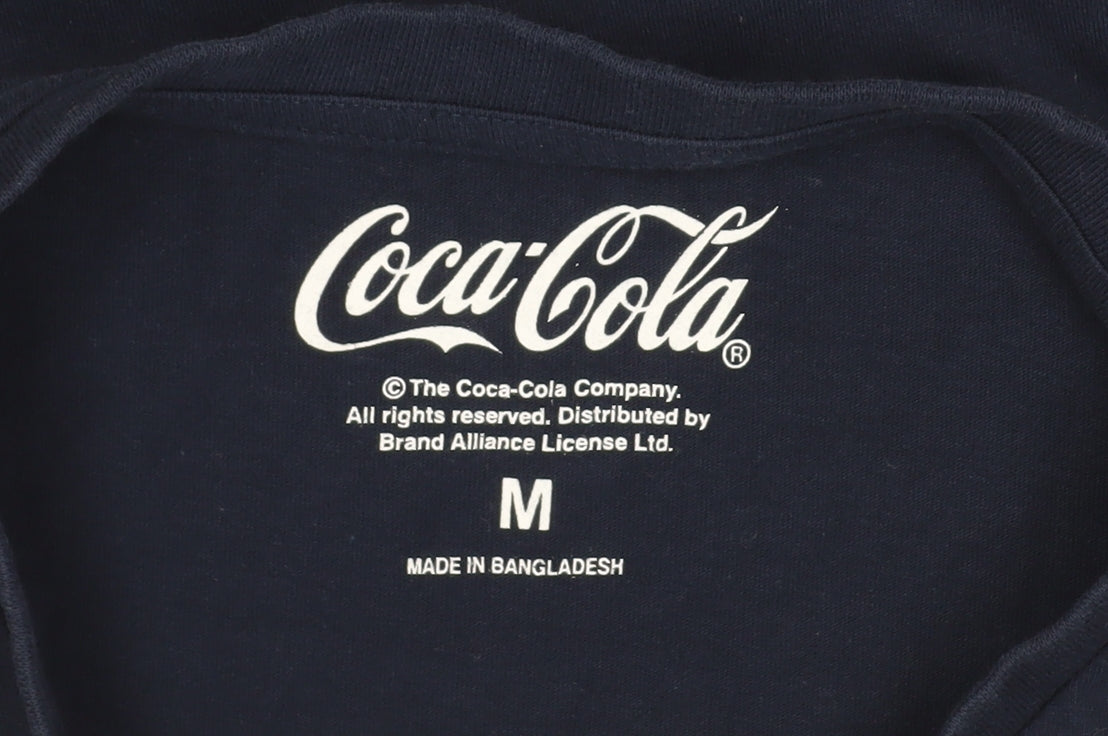 Coca-Cola®
© The Coca-Cola Company.
All rights reserved. Distributed by
Brand Alliance License Ltd.
M
MADE IN BANGLADESH